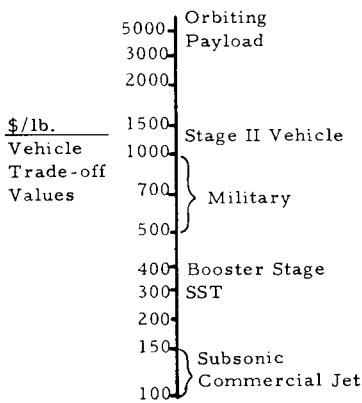 Orbiting
5000
Payload
3000
2000
$/lb.
Vehicle
Trade-off
Values
1500
Stage II Vehicle
1000
700
Military
500
400 Booster Stage
300 SST
200
150
Subsonic
Commercial Jet
100